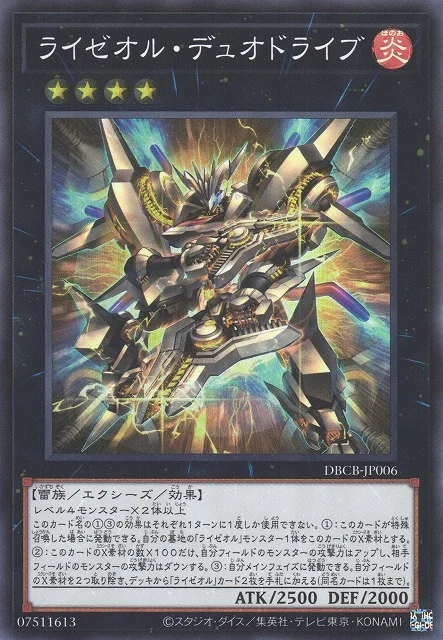 ライゼオル・デュオドライブ
炎
ほのお
DBCB-JP006
【雷族／エクシーズ／効果】
レベル４モンスター×２体以上
このカード名の①③の効果はそれぞれ１ターンに１度しか使用できない。①：このカードが特殊
召喚した場合に発動できる。自分の墓地の「ライゼオル」モンスター１体をこのカードのX素材とする。
②：このカードのX素材の数×１００だけ、自分フィールドのモンスターの攻撃力はアップし、相手
フィールドのモンスターの攻撃力はダウンする。③：自分メインフェイズに発動できる。自分フィールド
のX素材を２つ取り除き、デッキから「ライゼオル」カード２枚を手札に加える（同名カードは１枚まで）。
ATK/2500 DEF/2000
07511613
©スタジオ・ダイス/集英社・テレビ東京・KONAMI